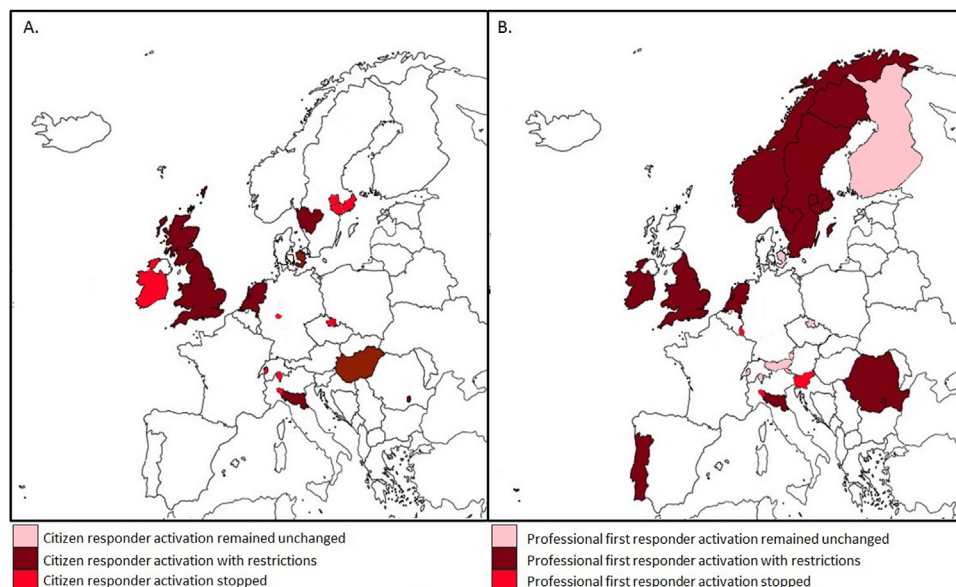 A.
B.
Citizen responder activation remained unchanged
Citizen responder activation with restrictions
Citizen responder activation stopped
Professional first responder activation remained unchanged
Professional first responder activation with restrictions
Professional first responder activation stopped